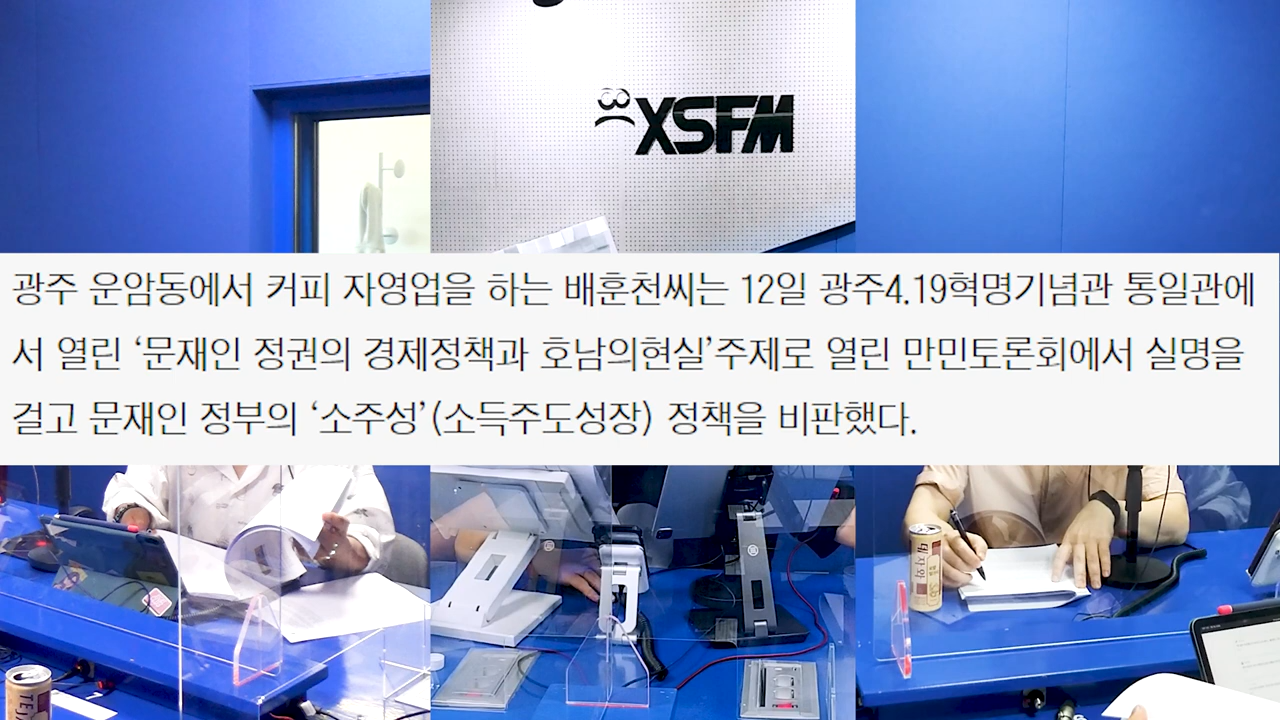 XSFM
광주 운암동에서 커피 자영업을 하는 배훈천씨는 12일 광주4.19혁명기념관 통일관에
서 열린 ‘문재인 정권의 경제정책과 호남의현실’주제로 열린 만민토론회에서 실명을
걸고 문재인 정부의 ‘소주성’(소득주도성장) 정책을 비판했다.
태자와
TEJA